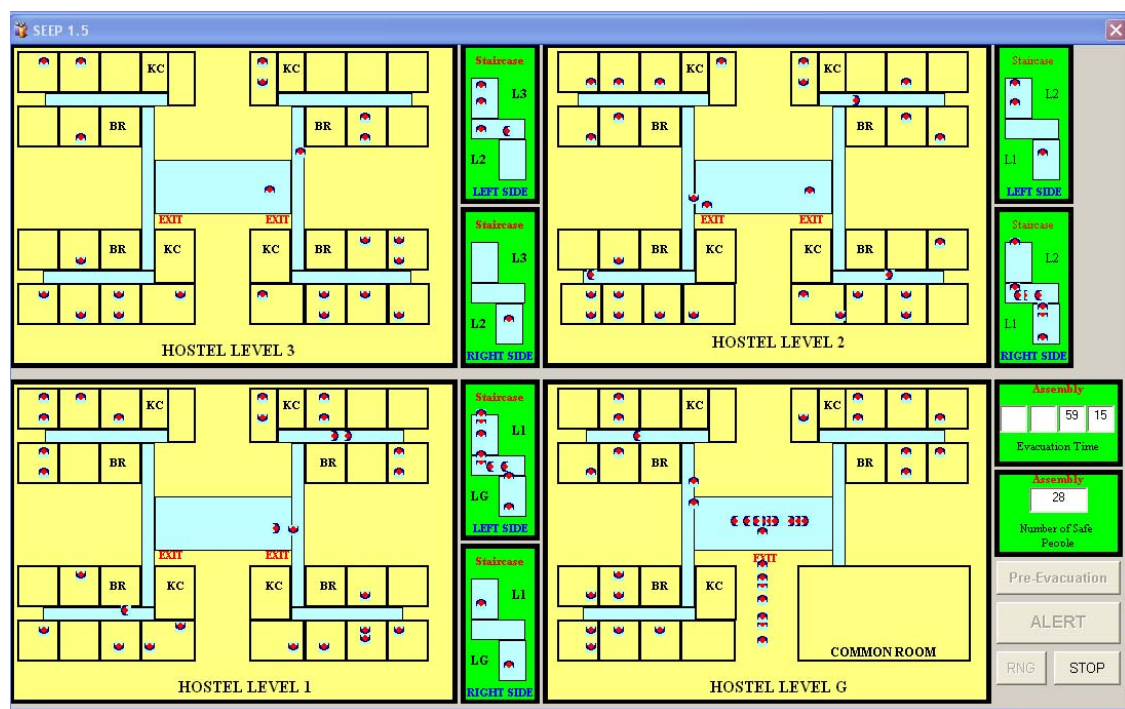 SEEP 1.5
KC KC
BR BR
EXIT EXIT
BR KC KC BR
HOSTEL LEVEL 3
Staircase
L3
L2
LEFT SIDE
Staircase
L3
L2
RIGHT SIDE
KC KC
BR BR
EXIT EXIT
BR KC KC BR
HOSTEL LEVEL 2
Staircase
L2
L1
LEFT SIDE
Staircase
L2
L1
RIGHT SIDE
KC KC
BR BR
EXIT EXIT
BR KC KC BR
HOSTEL LEVEL 1
Staircase
L1
LG
LEFT SIDE
Staircase
L1
LG
RIGHT SIDE
KC KC
BR BR
EXIT
BR KC
COMMON ROOM
HOSTEL LEVEL G
Assembly
59 15
Evacuation Time
Assembly
28
Number of Safe
People
Pre-Evacuation
ALERT
RNG STOP